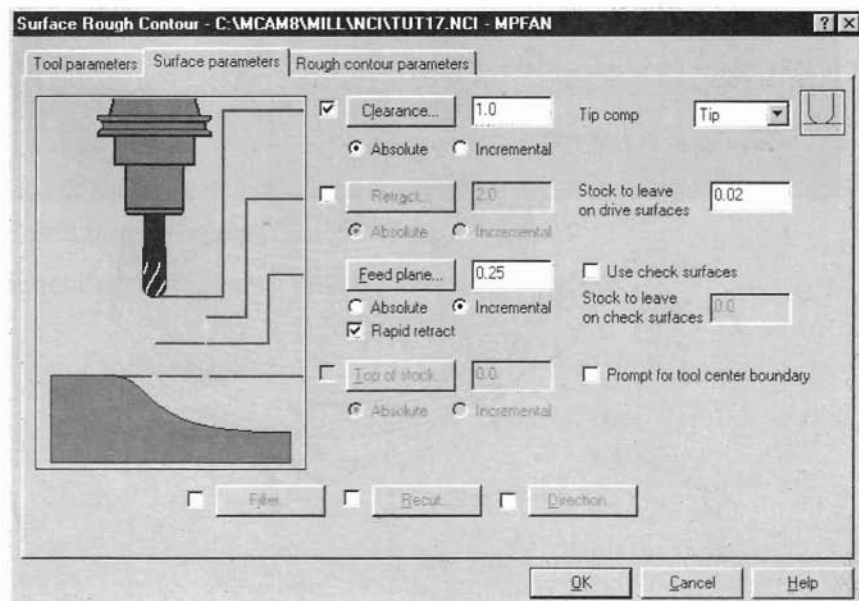 Surface Rough Contour - C:\MCAM8\MILL\NCI\TUT17.NCI - MPFAN
Tool parameters
Surface parameters
Rough contour parameters
Clearance...
1.0
Absolute
Incremental
Tip comp
Tip
Retract...
2.0
Absolute
Incremental
Stock to leave
on drive surfaces
0.02
Feed plane...
0.25
Absolute
Incremental
Rapid retract
Use check surfaces
Stock to leave
on check surfaces
0.0
Top of stock...
0.0
Absolute
Incremental
Prompt for tool center boundary
Filter...
Recut...
Direction...
OK
Cancel
Help